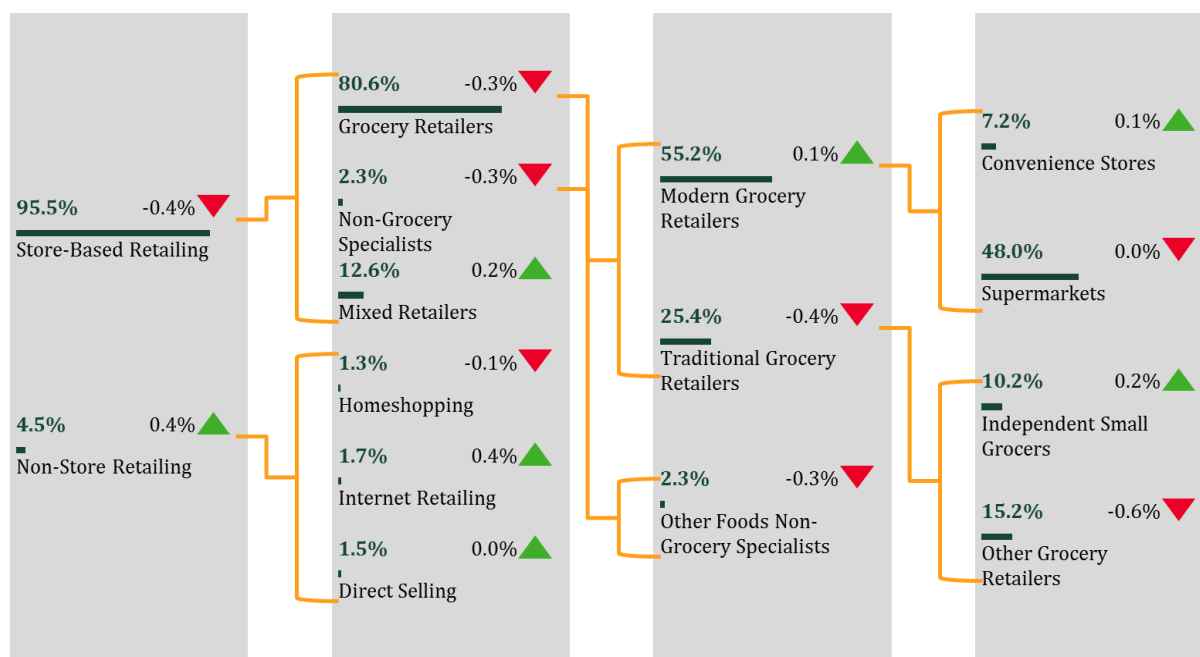 95.5% -0.4%
Store-Based Retailing
4.5% 0.4%
Non-Store Retailing
80.6% -0.3%
Grocery Retailers
2.3% -0.3%
Non-Grocery
Specialists
12.6% 0.2%
Mixed Retailers
1.3% -0.1%
Homeshopping
1.7% 0.4%
Internet Retailing
1.5% 0.0%
Direct Selling
55.2% 0.1%
Modern Grocery
Retailers
25.4% -0.4%
Traditional Grocery
Retailers
2.3% -0.3%
Other Foods Non-
Grocery Specialists
7.2% 0.1%
Convenience Stores
48.0% 0.0%
Supermarkets
10.2% 0.2%
Independent Small
Grocers
15.2% -0.6%
Other Grocery
Retailers